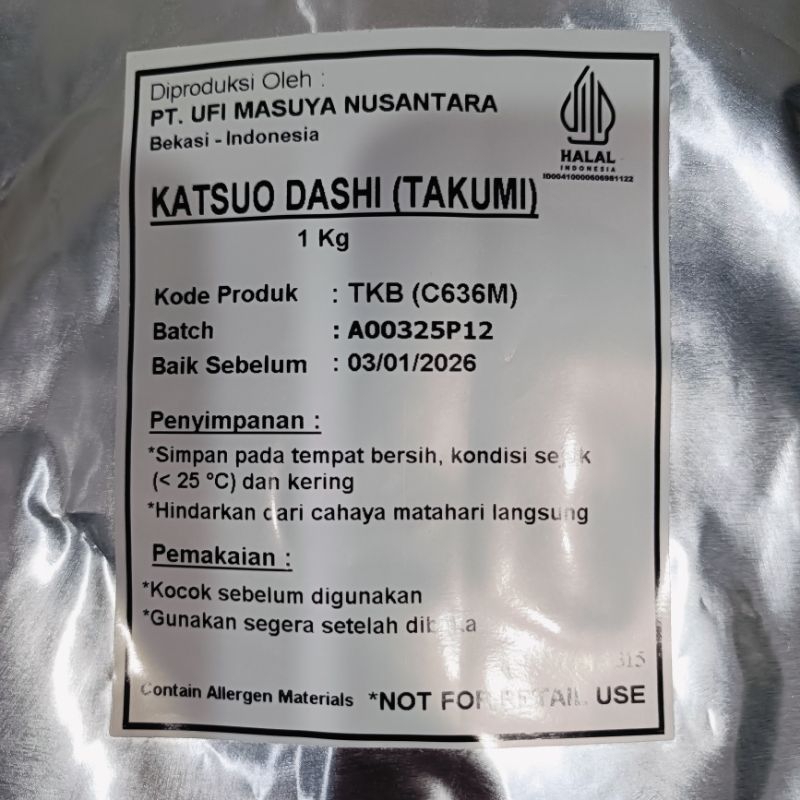 Diproduksi Oleh :
PT. UFI MASUYA NUSANTARA
Bekasi - Indonesia
HALAL
INDONESIA
ID00410000606981122
KATSUO DASHI (TAKUMI)
1 Kg
Kode Produk : TKB (C636M)
Batch : A00325P12
Baik Sebelum : 03/01/2026
Penyimpanan :
*Simpan pada tempat bersih, kondisi sejuk
(< 25 °C) dan kering
*Hindarkan dari cahaya matahari langsung
Pemakaian :
*Kocok sebelum digunakan
*Gunakan segera setelah dibuka
315
Contain Allergen Materials *NOT FOR RETAIL USE